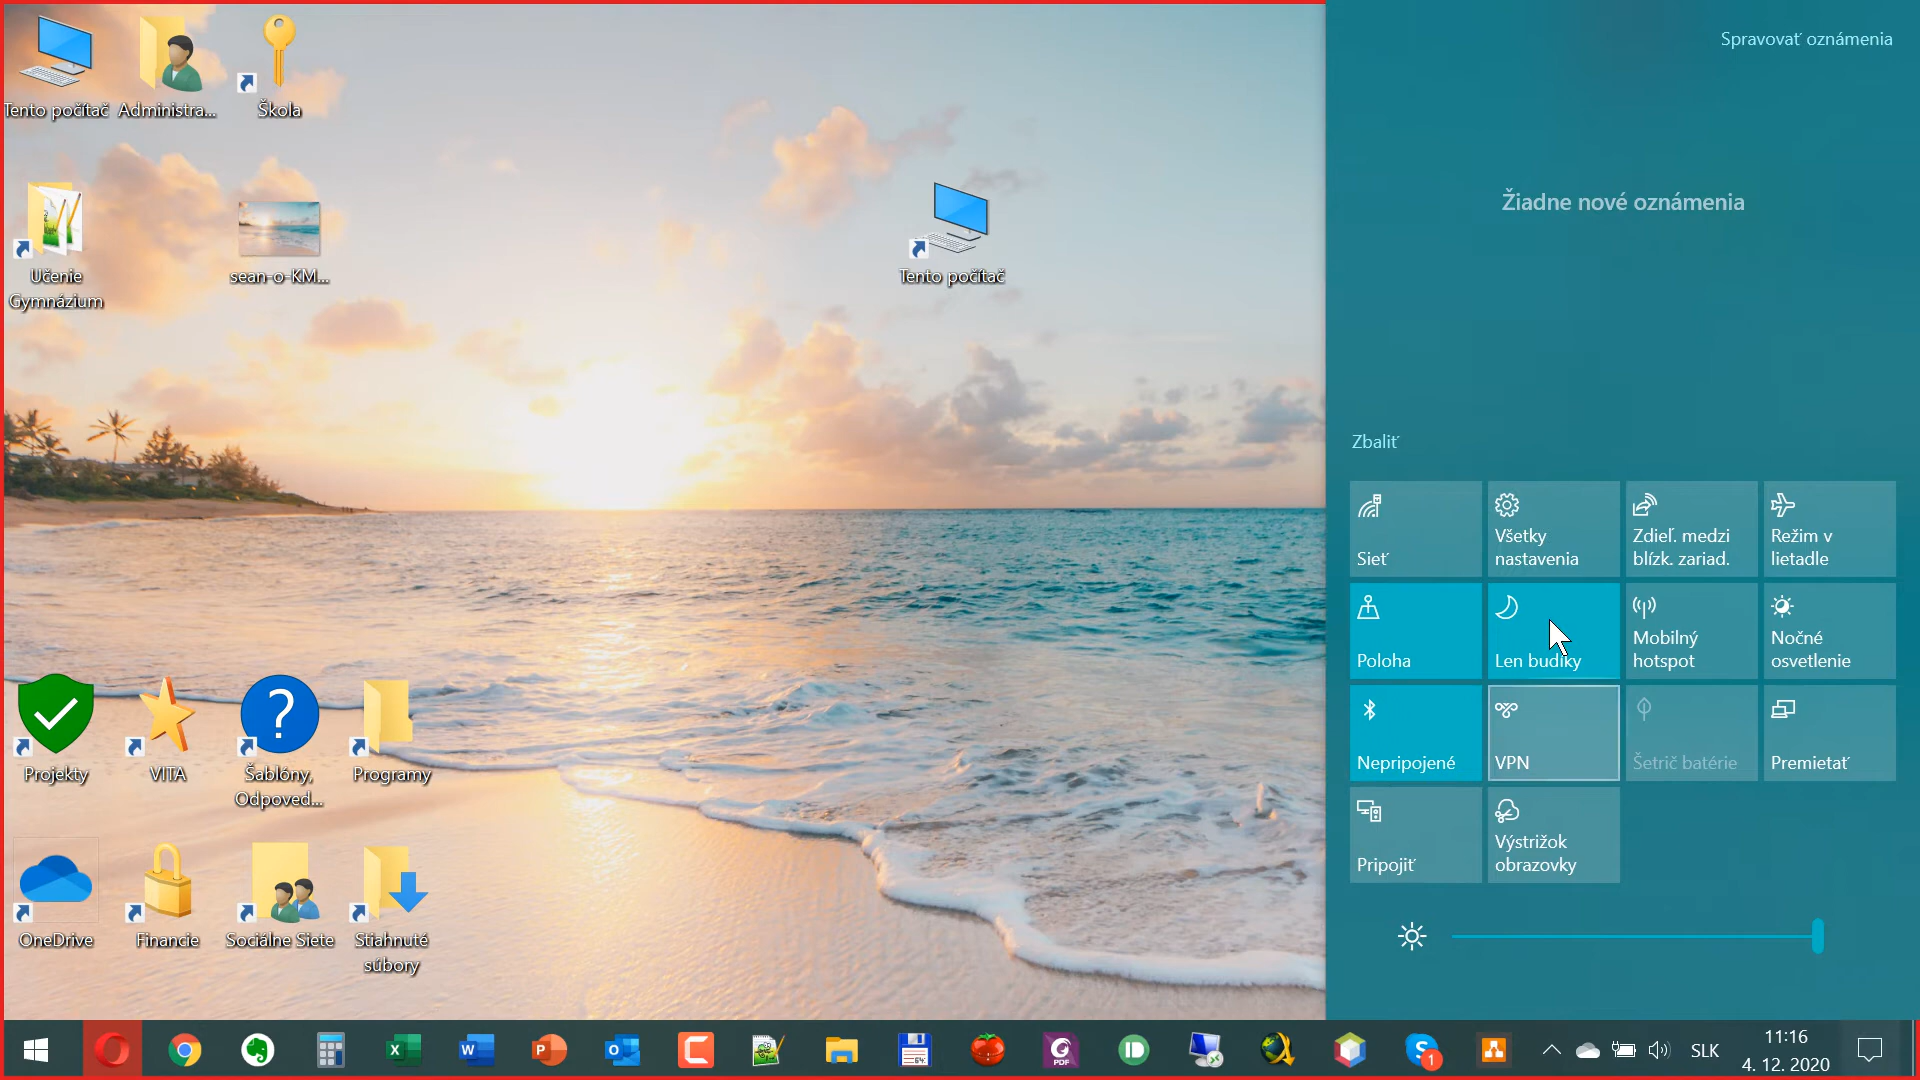 Tento počítač
Administra...
Škola
Učenie
Gymnázium
sean-o-KM...
Tento počítač
Projekty
VITA
Šablóny,
Odpoved...
Programy
OneDrive
Financie
Sociálne Siete
Stiahnuté
súbory
Spravovať oznámenia
Žiadne nové oznámenia
Zbaliť
Sieť
Všetky
nastavenia
Zdieľ. medzi
blízk. zariad.
Režim v
lietadle
Poloha
Len budíky
Mobilný
hotspot
Nočné
osvetlenie
Nepripojené
VPN
Šetrič batérie
Premietať
Pripojiť
Výstrižok
obrazovky
SLK
11:16
4. 12. 2020